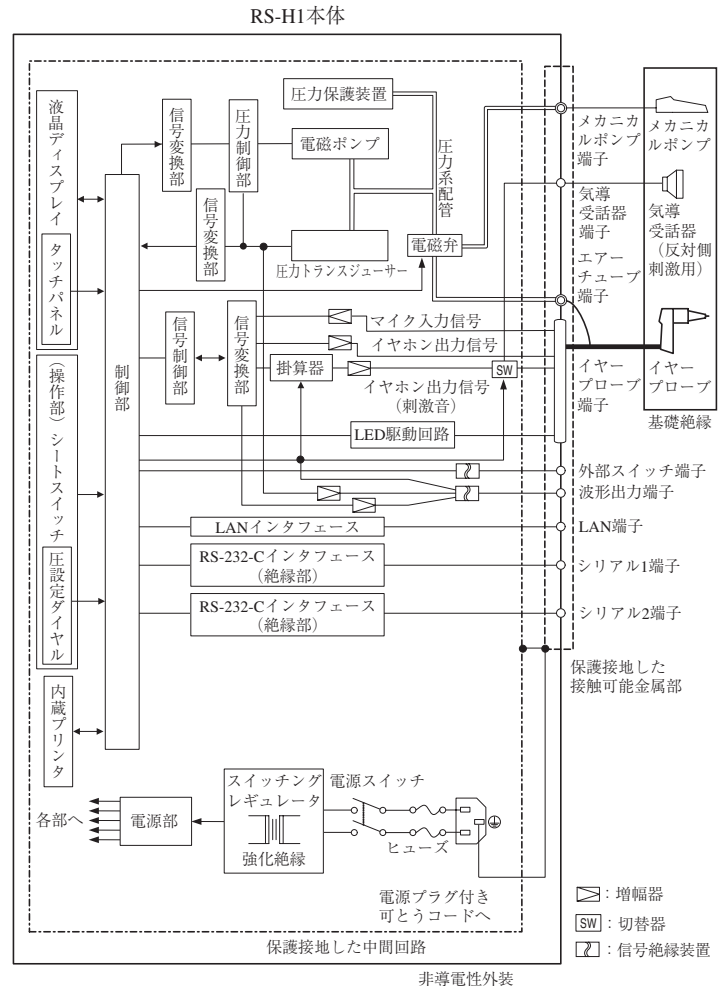 RS-H1本体
液晶ディスプレイ
タッチパネル
（操作部）シートスイッチ
圧設定ダイヤル
内蔵プリンタ
制御部
信号変換部
圧力制御部
圧力保護装置
電磁ポンプ
圧力系配管
信号変換部
圧力トランスジューサー
電磁弁
信号制御部
信号変換部
マイク入力信号
イヤホン出力信号
掛算器
イヤホン出力信号
（刺激音）
SW
LED駆動回路
LANインタフェース
RS-232-Cインタフェース
（絶縁部）
RS-232-Cインタフェース
（絶縁部）
メカニカ
ルポンプ
端子
メカニカ
ルポンプ
気導
受話器
端子
気導
受話器
（反対側
刺激用）
エアー
チューブ
端子
イヤー
プローブ
端子
イヤー
プローブ
基礎絶縁
外部スイッチ端子
波形出力端子
LAN端子
シリアル1端子
シリアル2端子
保護接地した
接触可能金属部
各部へ
電源部
スイッチング
レギュレータ
強化絶縁
電源スイッチ
ヒューズ
電源プラグ付き
可とうコードへ
保護接地した中間回路
非導電性外装
：増幅器
SW：切替器
：信号絶縁装置